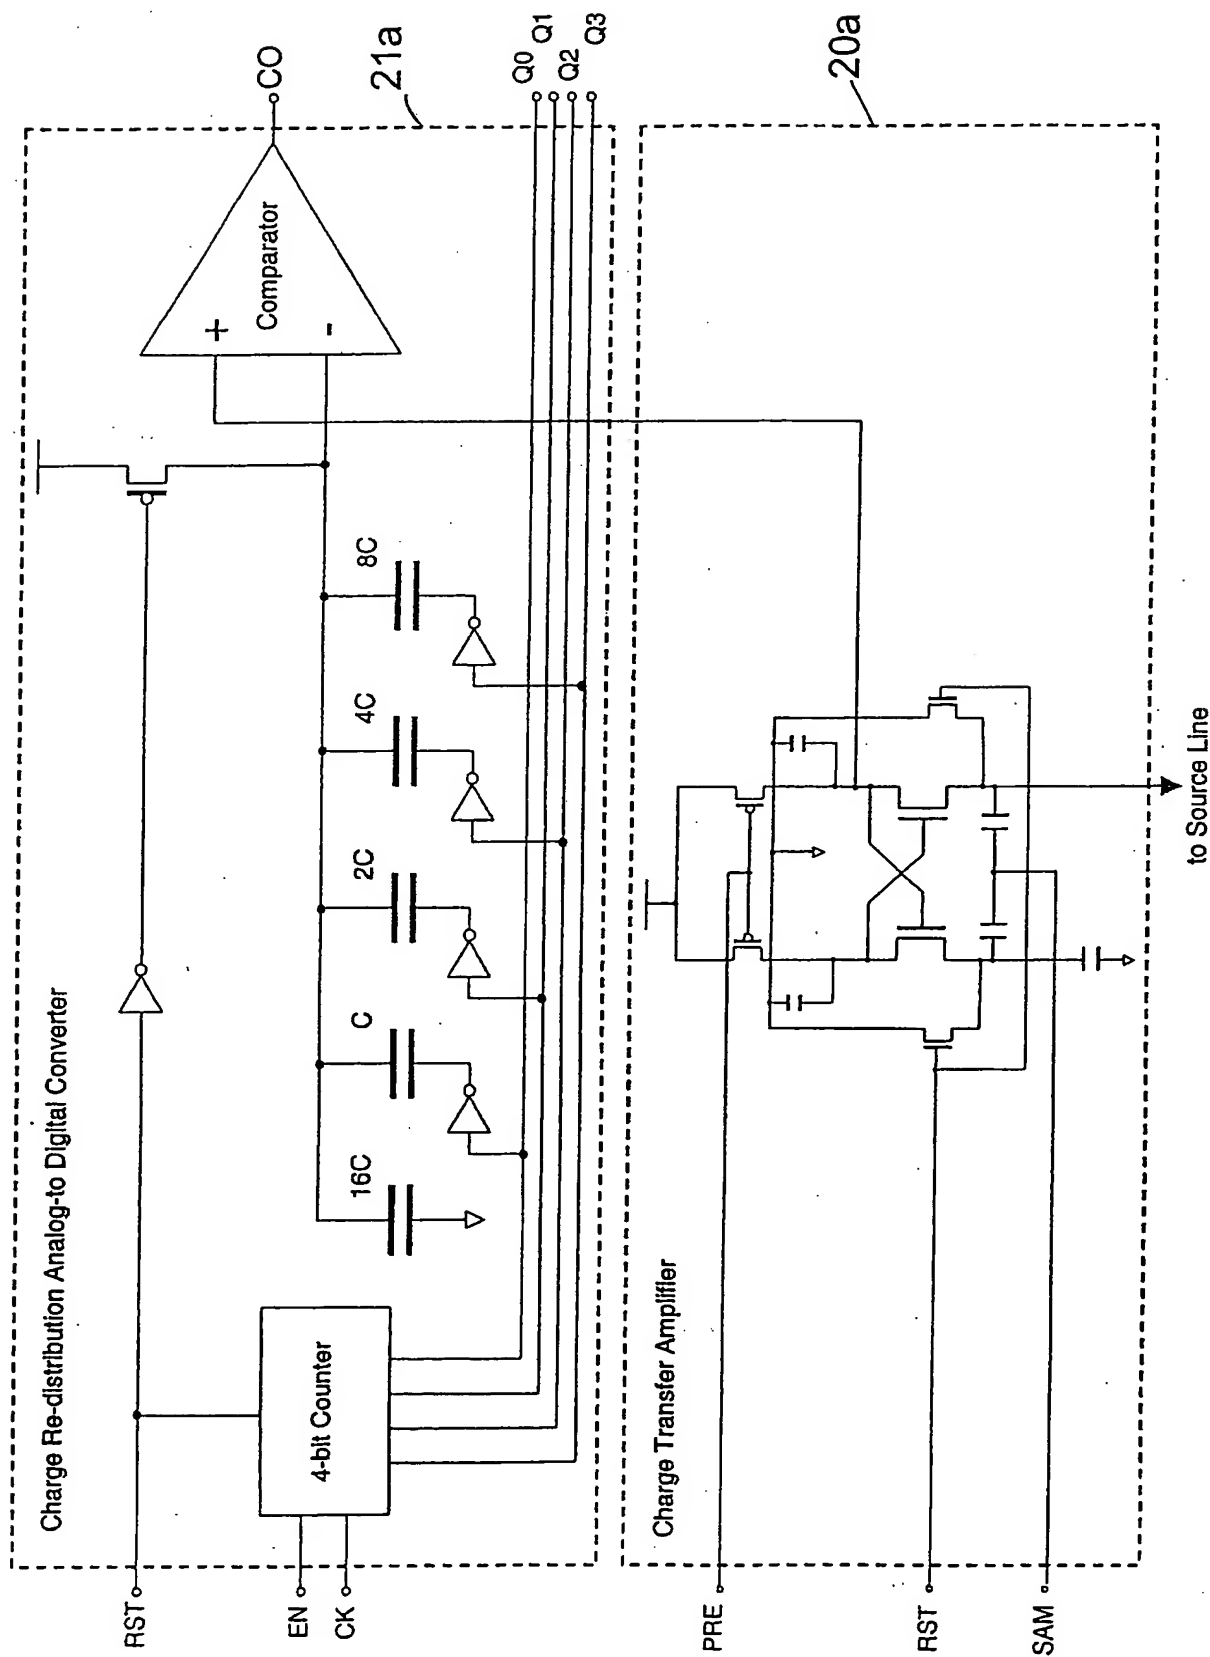 Charge Re-distribution Analog-to Digital Converter
21a
RST
EN
CK
4-bit Counter
16C
C
2C
4C
8C
+
-
Comparator
CO
Q0
Q1
Q2
Q3
Charge Transfer Amplifier
20a
PRE
RST
SAM
to Source Line